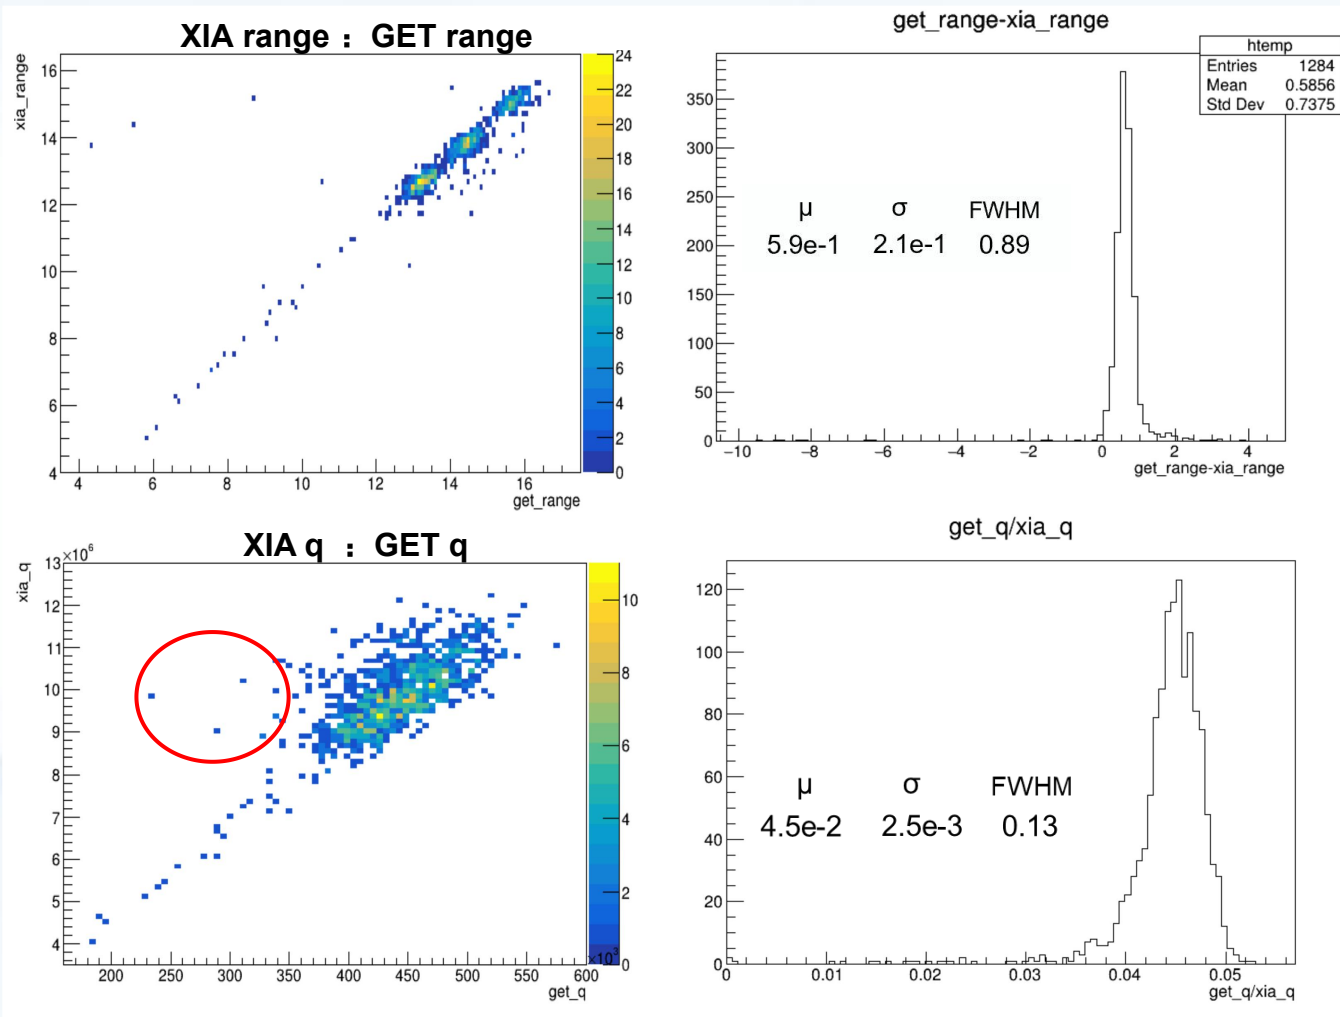 XIA range : GET range
xia_range
16
14
12
10
8
6
4
4 6 8 10 12 14 16
get_range
24
22
20
18
16
14
12
10
8
6
4
2
0
get_range-xia_range
htemp
Entries 1284
Mean 0.5856
Std Dev 0.7375
350
300
250
200
150
100
50
0
μ σ FWHM
5.9e-1 2.1e-1 0.89
−10 −8 −6 −4 −2 0 2 4
get_range-xia_range
XIA q : GET q
xia_q
×10⁶
13
12
11
10
9
8
7
6
5
4
200 250 300 350 400 450 500 550 600
×10³
get_q
10
8
6
4
2
0
get_q/xia_q
120
100
80
60
40
20
0
μ σ FWHM
4.5e-2 2.5e-3 0.13
0 0.01 0.02 0.03 0.04 0.05
get_q/xia_q